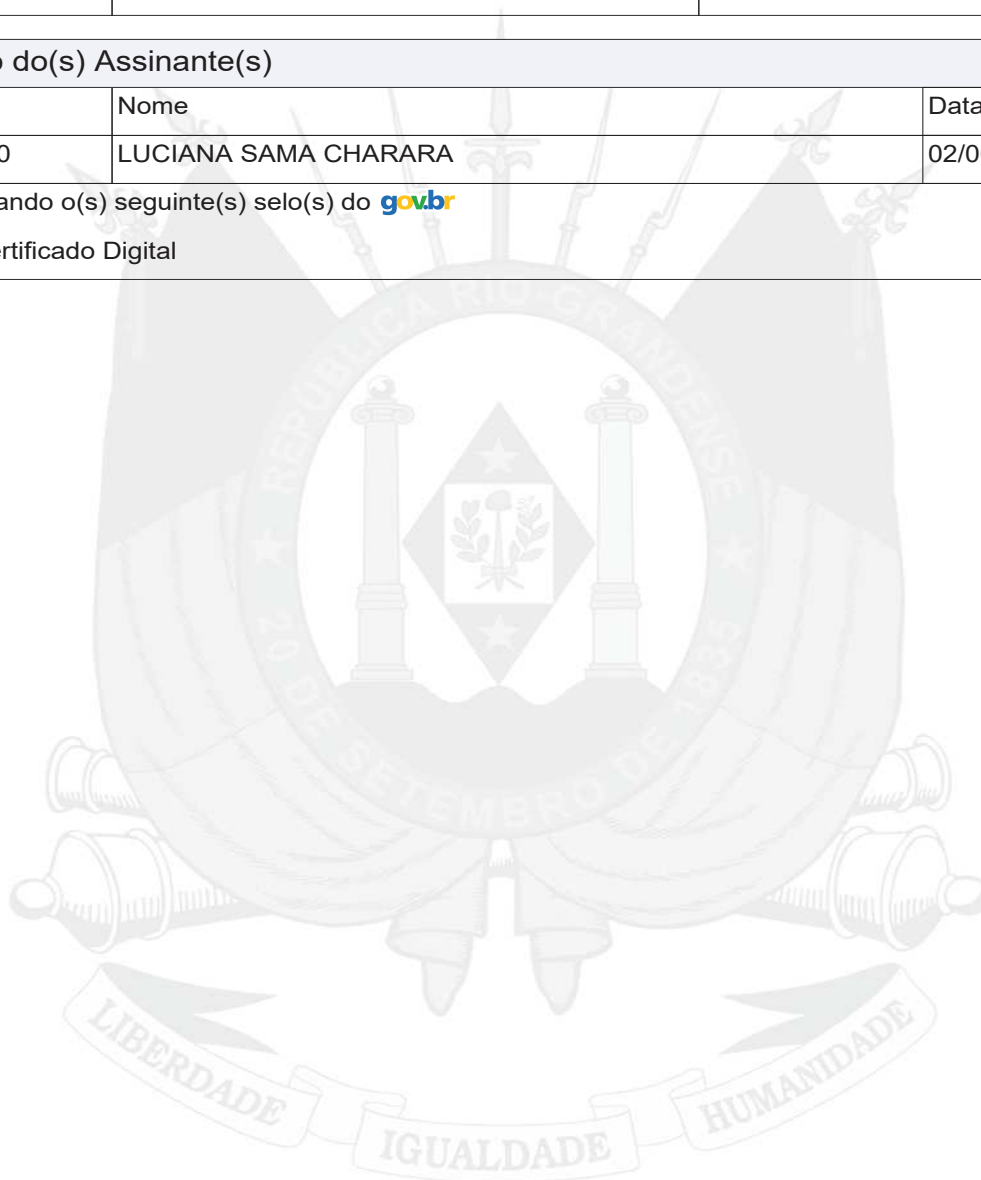 o do(s) Assinante(s)
Nome Data
0 LUCIANA SAMA CHARARA 02/0
ando o(s) seguinte(s) selo(s) do gov.br
ertificado Digital
REPÚBLICA RIO-GRANDENSE
20 DE SETEMBRO DE 1835
LIBERDADE IGUALDADE HUMANIDADE